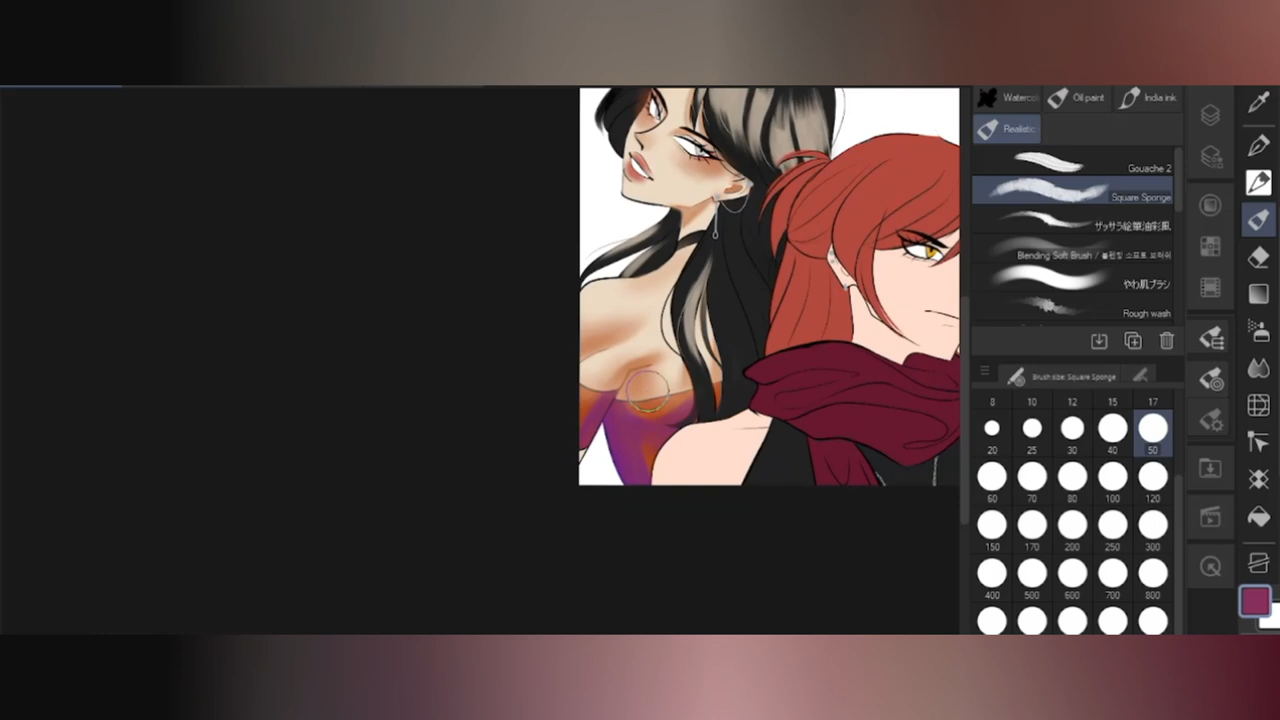 Waterco
Oil paint
India ink
Realistic
Gouache 2
Square Sponge
ザッサラ絵筆油彩風
Blending Soft Brush / 블렌딩 소프트 브러쉬
やわ肌ブラシ
Rough wash
Brush size: Square Sponge
8 10 12 15 17
20 25 30 40 50
60 70 80 100 120
150 170 200 250 300
400 500 600 700 800